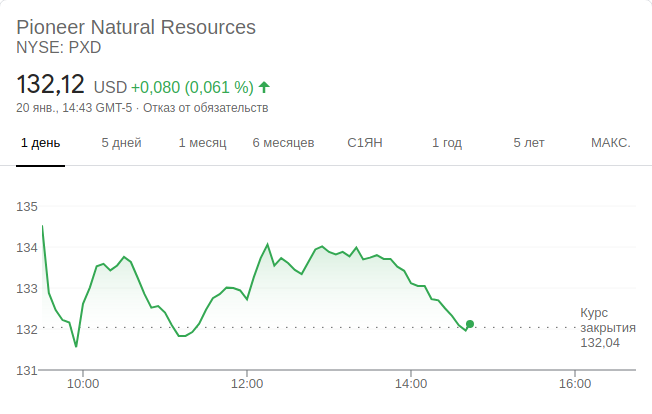 Pioneer Natural Resources
NYSE: PXD
132,12 USD +0,080 (0,061 %)
20 янв., 14:43 GMT-5 · Отказ от обязательств
1 день 5 дней 1 месяц 6 месяцев С1ЯН 1 год 5 лет МАКС.
135
134
133
132
131
Курс
закрытия
132,04
10:00 12:00 14:00 16:00